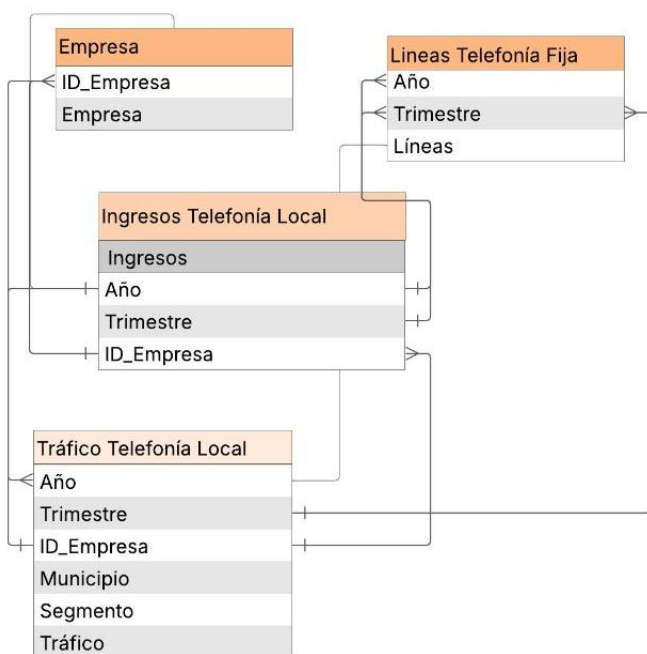 Empresa
ID_Empresa
Empresa
Lineas Telefonía Fija
Año
Trimestre
Líneas
Ingresos Telefonía Local
Ingresos
Año
Trimestre
ID_Empresa
Tráfico Telefonía Local
Año
Trimestre
ID_Empresa
Municipio
Segmento
Tráfico